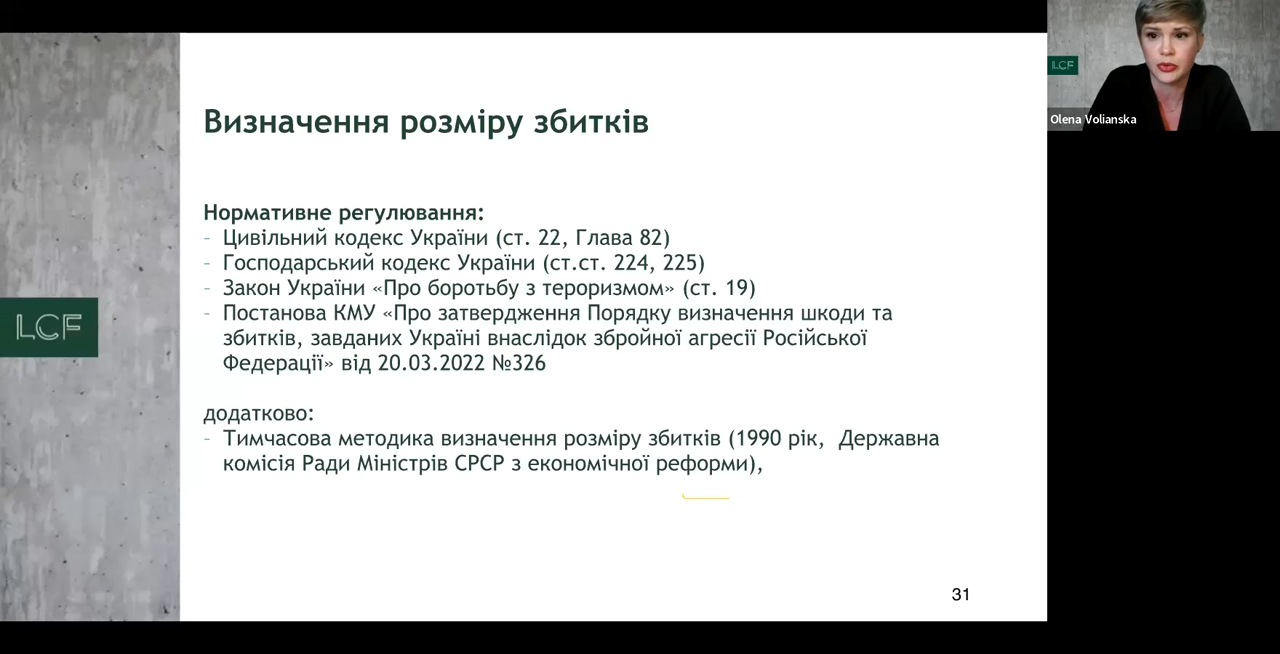 Визначення розміру збитків
Нормативне регулювання:
- Цивільний кодекс України (ст. 22, Глава 82)
- Господарський кодекс України (ст.ст. 224, 225)
- Закон України «Про боротьбу з тероризмом» (ст. 19)
- Постанова КМУ «Про затвердження Порядку визначення шкоди та
збитків, завданих Україні внаслідок збройної агресії Російської
Федерації» від 20.03.2022 №326
додатково:
- Тимчасова методика визначення розміру збитків (1990 рік, Державна
комісія Ради Міністрів СРСР з економічної реформи),
31
LCF
LCF
Olena Volianska